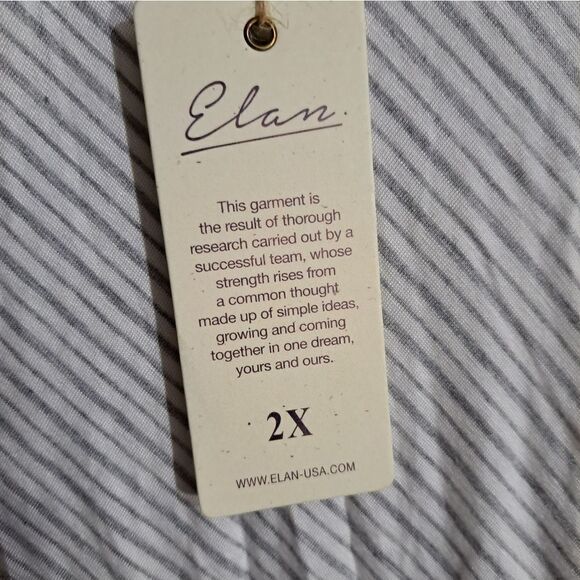 Elan.
This garment is
the result of thorough
research carried out by a
successful team, whose
strength rises from
a common thought
made up of simple ideas,
growing and coming
together in one dream,
yours and ours.
2X
WWW.ELAN-USA.COM